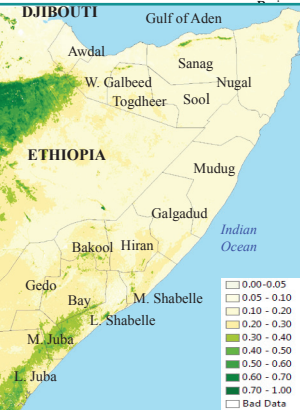 DJIBOUTI
Gulf of Aden
Awdal
Sanag
W. Galbeed
Nugal
Togdheer
Sool
ETHIOPIA
Mudug
Galgadud
Indian
Ocean
Bakool
Hiran
Gedo
Bay
M. Shabelle
L. Shabelle
M. Juba
L. Juba
0.00-0.05
0.05 - 0.10
0.10 - 0.20
0.20 - 0.30
0.30 - 0.40
0.40 - 0.50
0.50 - 0.60
0.60 - 0.70
0.70 - 1.00
Bad Data